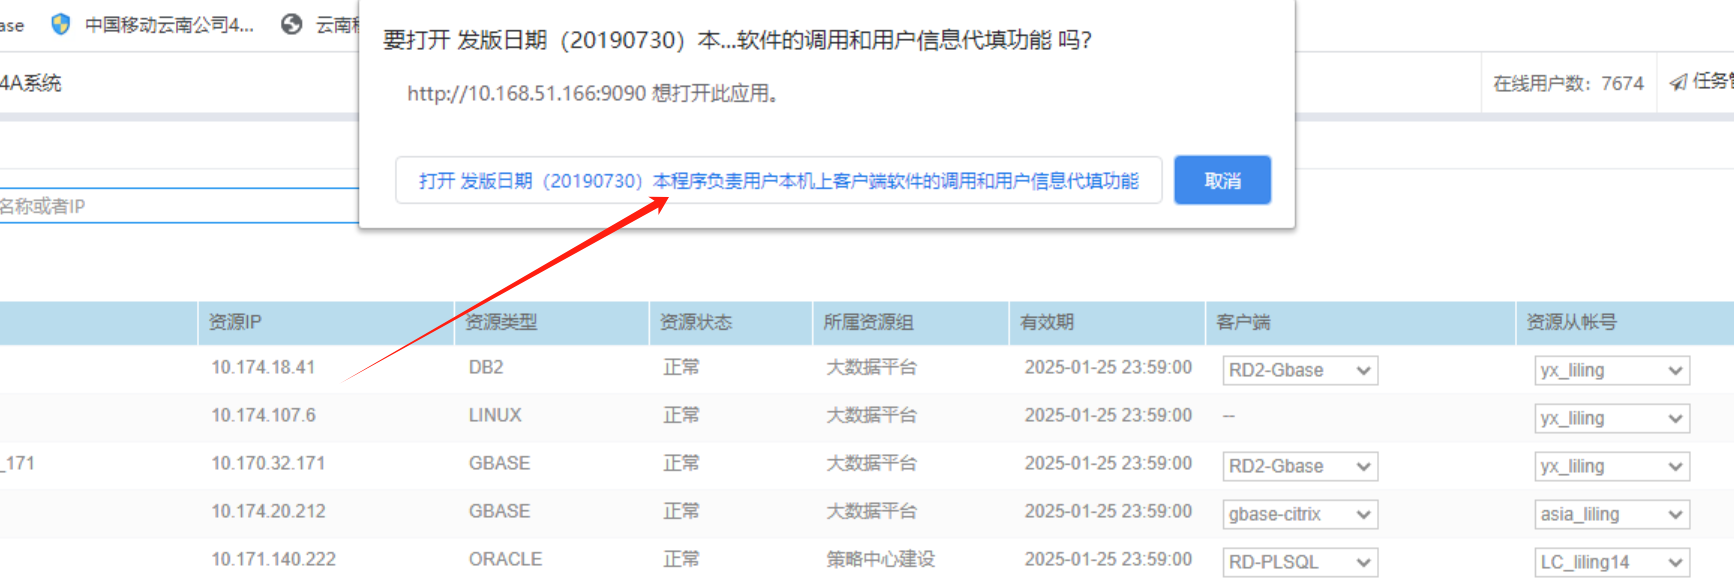 ase 中国移动云南公司4... 云南
要打开 发版日期（20190730）本...软件的调用和用户信息代填功能 吗？
4A系统 在线用户数：7674 任务
http://10.168.51.166:9090 想打开此应用。
打开 发版日期（20190730）本程序负责用户本机上客户端软件的调用和用户信息代填功能 取消
名称或者IP
资源IP 资源类型 资源状态 所属资源组 有效期 客户端 资源从帐号
10.174.18.41 DB2 正常 大数据平台 2025-01-25 23:59:00 RD2-Gbase yx_liling
10.174.107.6 LINUX 正常 大数据平台 2025-01-25 23:59:00 -- yx_liling
_171 10.170.32.171 GBASE 正常 大数据平台 2025-01-25 23:59:00 RD2-Gbase yx_liling
10.174.20.212 GBASE 正常 大数据平台 2025-01-25 23:59:00 gbase-citrix asia_liling
10.171.140.222 ORACLE 正常 策略中心建设 2025-01-25 23:59:00 RD-PLSQL LC_liling14